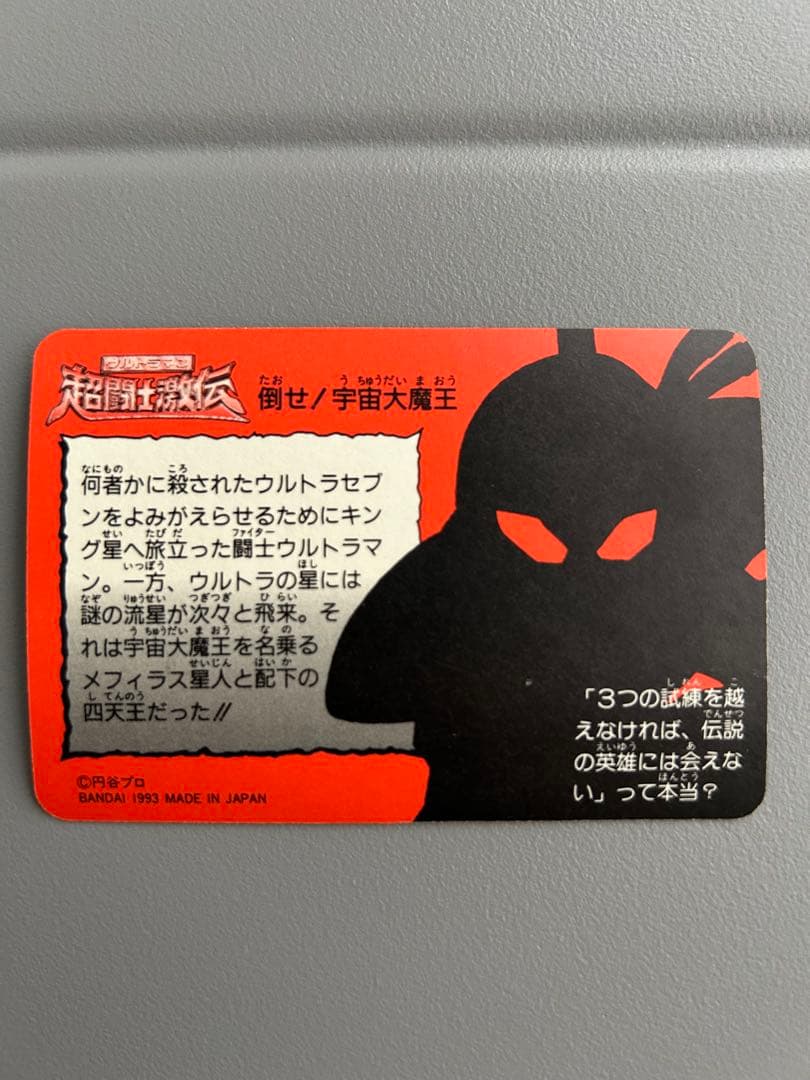 ウルトラマン
超闘士激伝
倒せ!宇宙大魔王
何者かに殺されたウルトラセブ
ンをよみがえらせるためにキン
グ星へ旅立った闘士ウルトラマ
ン。一方、ウルトラの星には
謎の流星が次々と飛来。そ
れは宇宙大魔王を名乗る
メフィラス星人と配下の
四天王だった!!
「3つの試練を越
えなければ、伝説
の英雄には会えな
い」って本当?
©円谷プロ
BANDAI 1993 MADE IN JAPAN